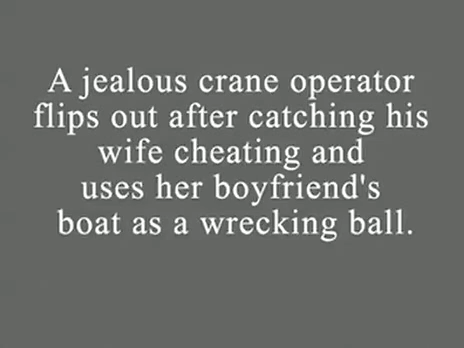 A jealous crane operator
flips out after catching his
wife cheating and
uses her boyfriend's
boat as a wrecking ball.